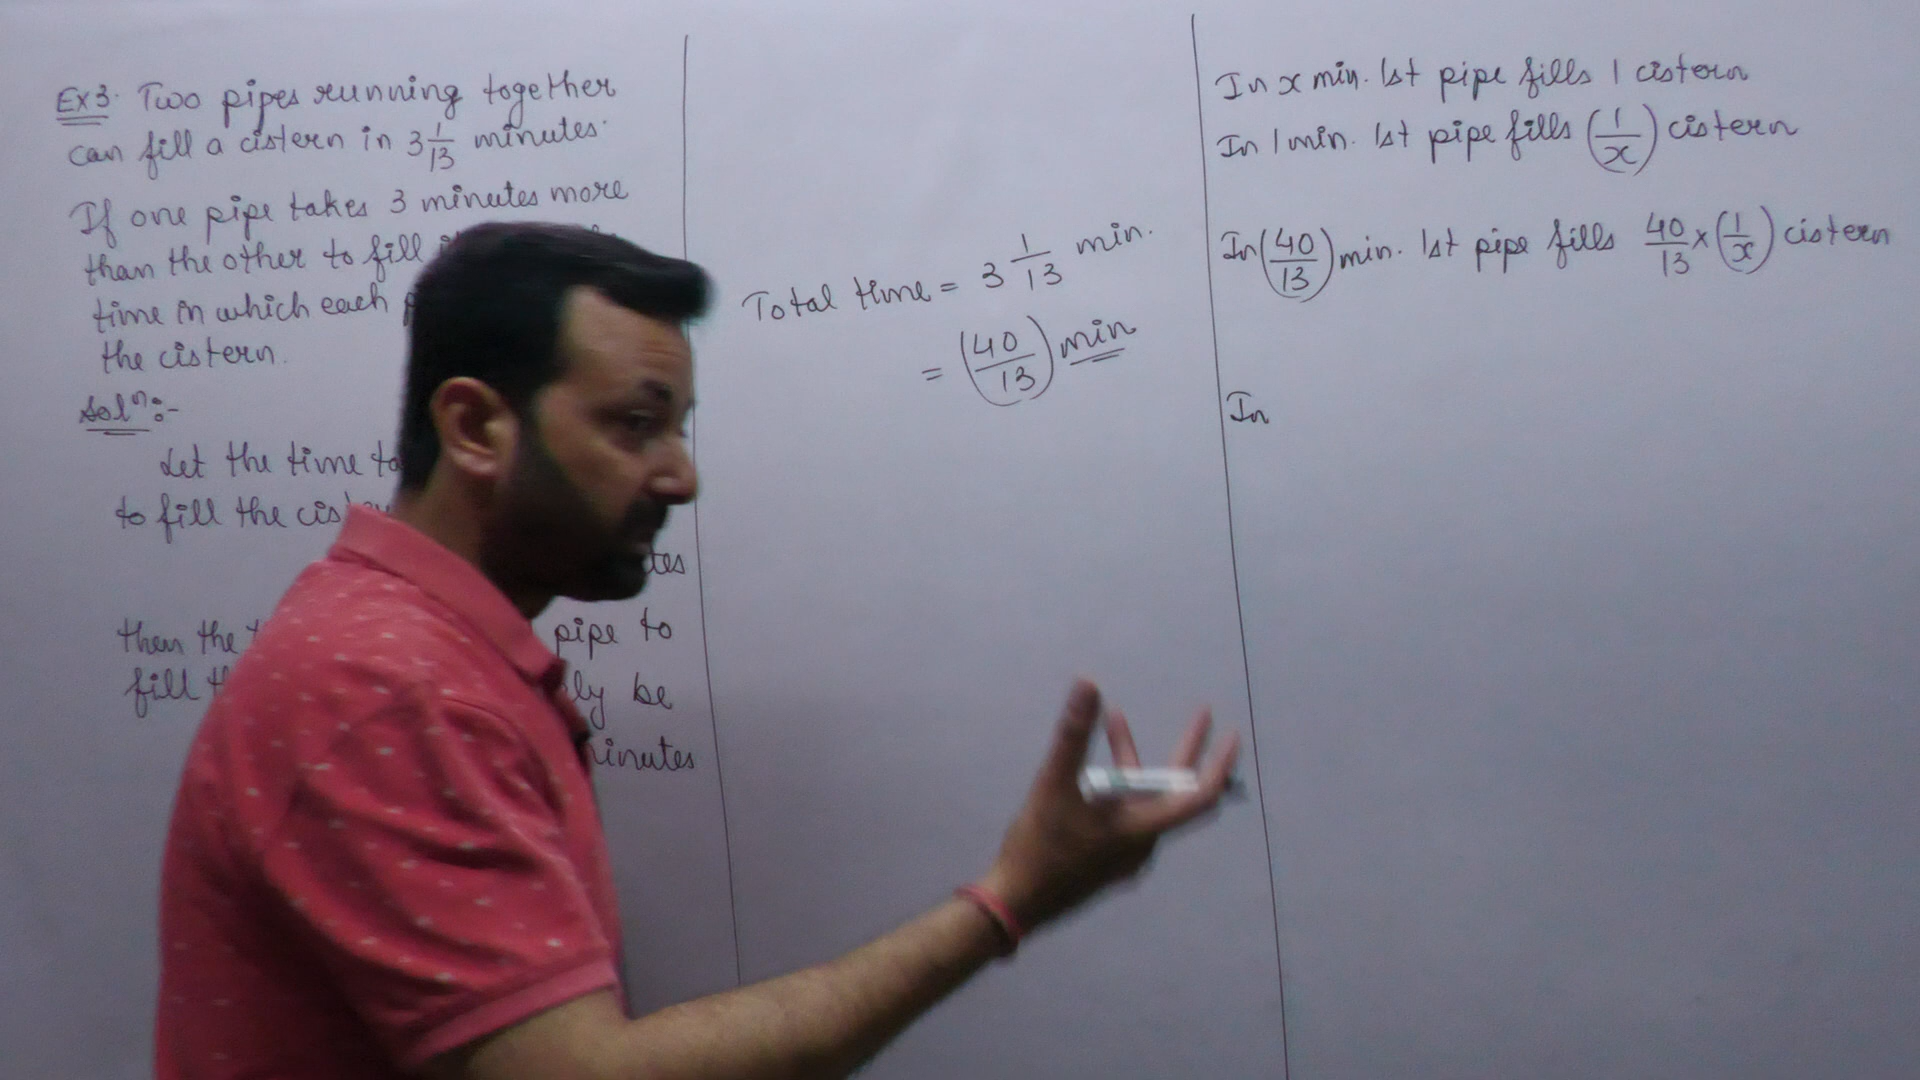 Ex 3. Two pipes running together
can fill a cistern in 3 1/13 minutes.
If one pipe takes 3 minutes more
than the other to fill
time in which each
the cistern.
Solⁿ:-
Let the time
to fill the
then the pipe to
fill be
minutes
Total time = 3 1/13 min.
= (40/13) min
In x min. 1st pipe fills 1 cistern
In 1 min. 1st pipe fills (1/x) cistern
In (40/13) min. 1st pipe fills 40/13 × (1/x) cistern
In